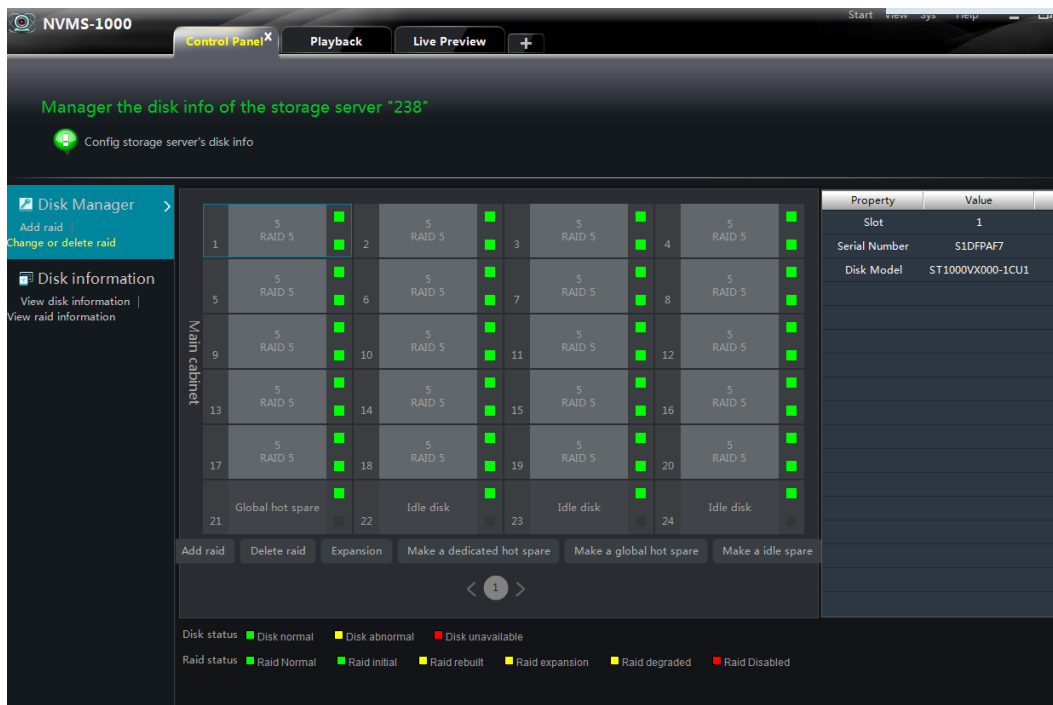 NVMS-1000
Start View Sys Help
Control Panel X Playback Live Preview +
Manager the disk info of the storage server "238"
Config storage server's disk info
Disk Manager >
Add raid |
Change or delete raid
Disk information
View disk information |
View raid information
Main cabinet
5 5 5 5
RAID 5 RAID 5 RAID 5 RAID 5
1 2 3 4
5 5 5 5
RAID 5 RAID 5 RAID 5 RAID 5
5 6 7 8
5 5 5 5
RAID 5 RAID 5 RAID 5 RAID 5
9 10 11 12
5 5 5 5
RAID 5 RAID 5 RAID 5 RAID 5
13 14 15 16
5 5 5 5
RAID 5 RAID 5 RAID 5 RAID 5
17 18 19 20
Global hot spare Idle disk Idle disk Idle disk
21 22 23 24
Add raid Delete raid Expansion Make a dedicated hot spare Make a global hot spare Make a idle spare
< 1 >
Disk status Disk normal Disk abnormal Disk unavailable
Raid status Raid Normal Raid initial Raid rebuilt Raid expansion Raid degraded Raid Disabled
Property Value
Slot 1
Serial Number S1DFPAF7
Disk Model ST1000VX000-1CU1